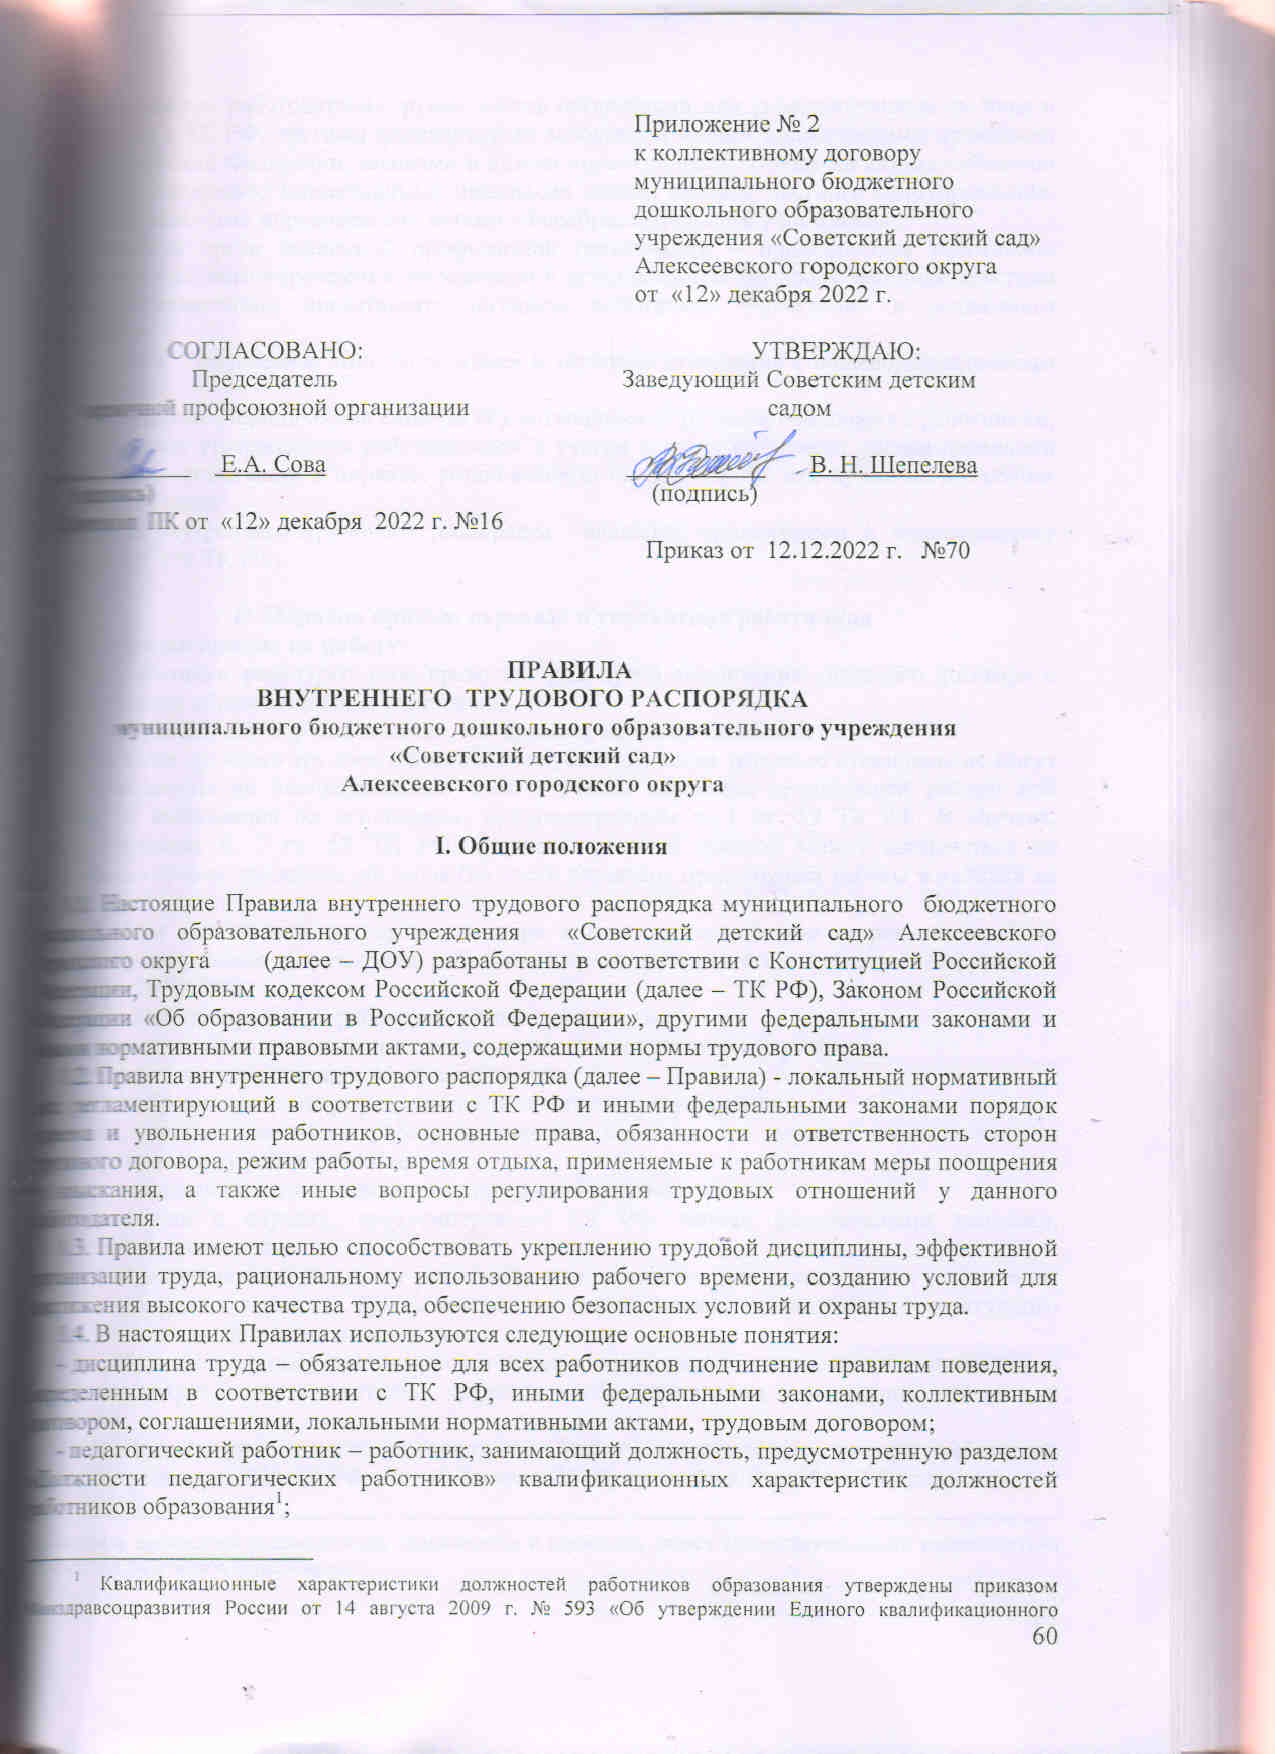 Приложение № 2
к коллективному договору
муниципального бюджетного
дошкольного образовательного
учреждения «Советский детский сад»
Алексеевского городского округа
от «12» декабря 2022 г.
СОГЛАСОВАНО:
Председатель
профсоюзной организации
Е.А. Сова
ПК от «12» декабря 2022 г. №16
УТВЕРЖДАЮ:
Заведующий Советским детским
садом
В. Н. Шепелева
(подпись)
Приказ от 12.12.2022 г. №70
ПРАВИЛА
ВНУТРЕННЕГО ТРУДОВОГО РАСПОРЯДКА
муниципального бюджетного дошкольного образовательного учреждения
«Советский детский сад»
Алексеевского городского округа
I. Общие положения
Настоящие Правила внутреннего трудового распорядка муниципального бюджетного
образовательного учреждения «Советский детский сад» Алексеевского
округа (далее – ДОУ) разработаны в соответствии с Конституцией Российской
Трудовым кодексом Российской Федерации (далее – ТК РФ), Законом Российской
«Об образовании в Российской Федерации», другими федеральными законами и
нормативными правовыми актами, содержащими нормы трудового права.
Правила внутреннего трудового распорядка (далее – Правила) - локальный нормативный
регламентирующий в соответствии с ТК РФ и иными федеральными законами порядок
и увольнения работников, основные права, обязанности и ответственность сторон
договора, режим работы, время отдыха, применяемые к работникам меры поощрения
взыскания, а также иные вопросы регулирования трудовых отношений у данного
работодателя.
1.3. Правила имеют целью способствовать укреплению трудовой дисциплины, эффективной
организации труда, рациональному использованию рабочего времени, созданию условий для
достижения высокого качества труда, обеспечению безопасных условий и охраны труда.
1.4. В настоящих Правилах используются следующие основные понятия:
- дисциплина труда – обязательное для всех работников подчинение правилам поведения,
определенным в соответствии с ТК РФ, иными федеральными законами, коллективным
договором, соглашениями, локальными нормативными актами, трудовым договором;
- педагогический работник – работник, занимающий должность, предусмотренную разделом
«Должности педагогических работников» квалификационных характеристик должностей
работников образования¹;
¹ Квалификационные характеристики должностей работников образования утверждены приказом
Минздравсоцразвития России от 14 августа 2009 г. № 593 «Об утверждении Единого квалификационного
60